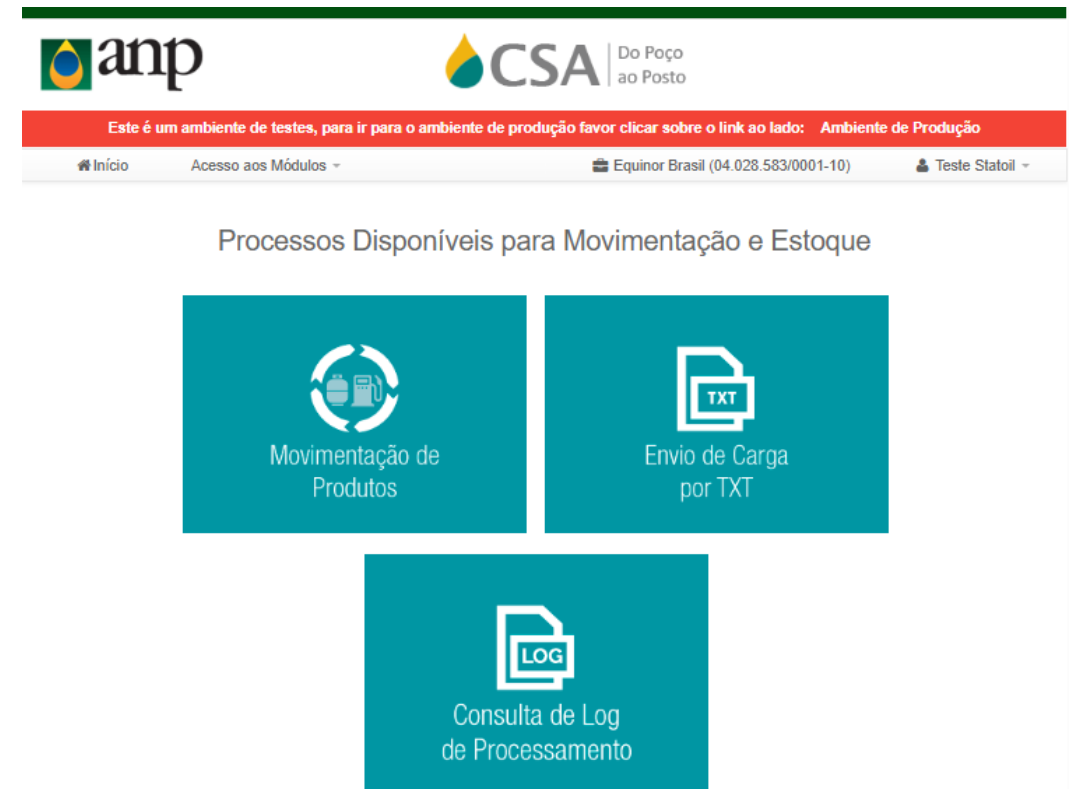 anp
CSA
Do Poço
ao Posto
Este é um ambiente de testes, para ir para o ambiente de produção favor clicar sobre o link ao lado: Ambiente de Produção
Início Acesso aos Módulos Equinor Brasil (04.028.583/0001-10) Teste Statoil
Processos Disponíveis para Movimentação e Estoque
Movimentação de
Produtos
TXT
Envio de Carga
por TXT
LOG
Consulta de Log
de Processamento